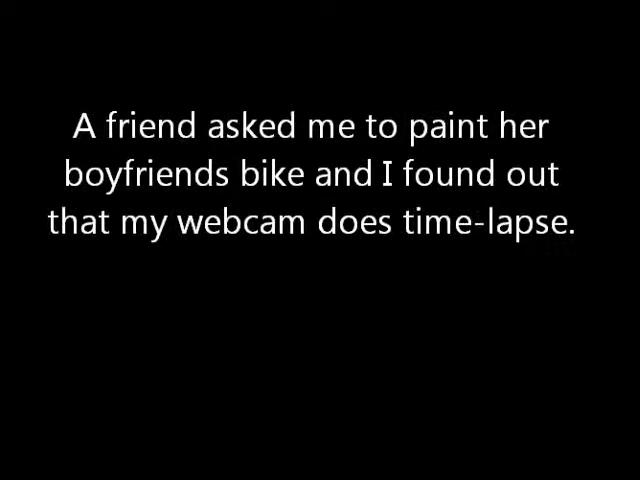 A friend asked me to paint her
boyfriends bike and I found out
that my webcam does time-lapse.